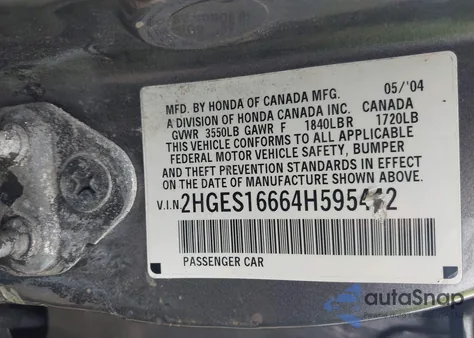 MFD. BY HONDA OF CANADA MFG. 05/'04
A DIVISION OF HONDA CANADA INC. CANADA
GVWR 3550LB GAWR F 1840LB R 1720LB
THIS VEHICLE CONFORMS TO ALL APPLICABLE
FEDERAL MOTOR VEHICLE SAFETY, BUMPER
AND THEFT PREVENTION STANDARDS IN EFFECT
ON THE DATE OF MANUFACTURE SHOWN ABOVE.
V.I.N.
PASSENGER CAR
autoSnap